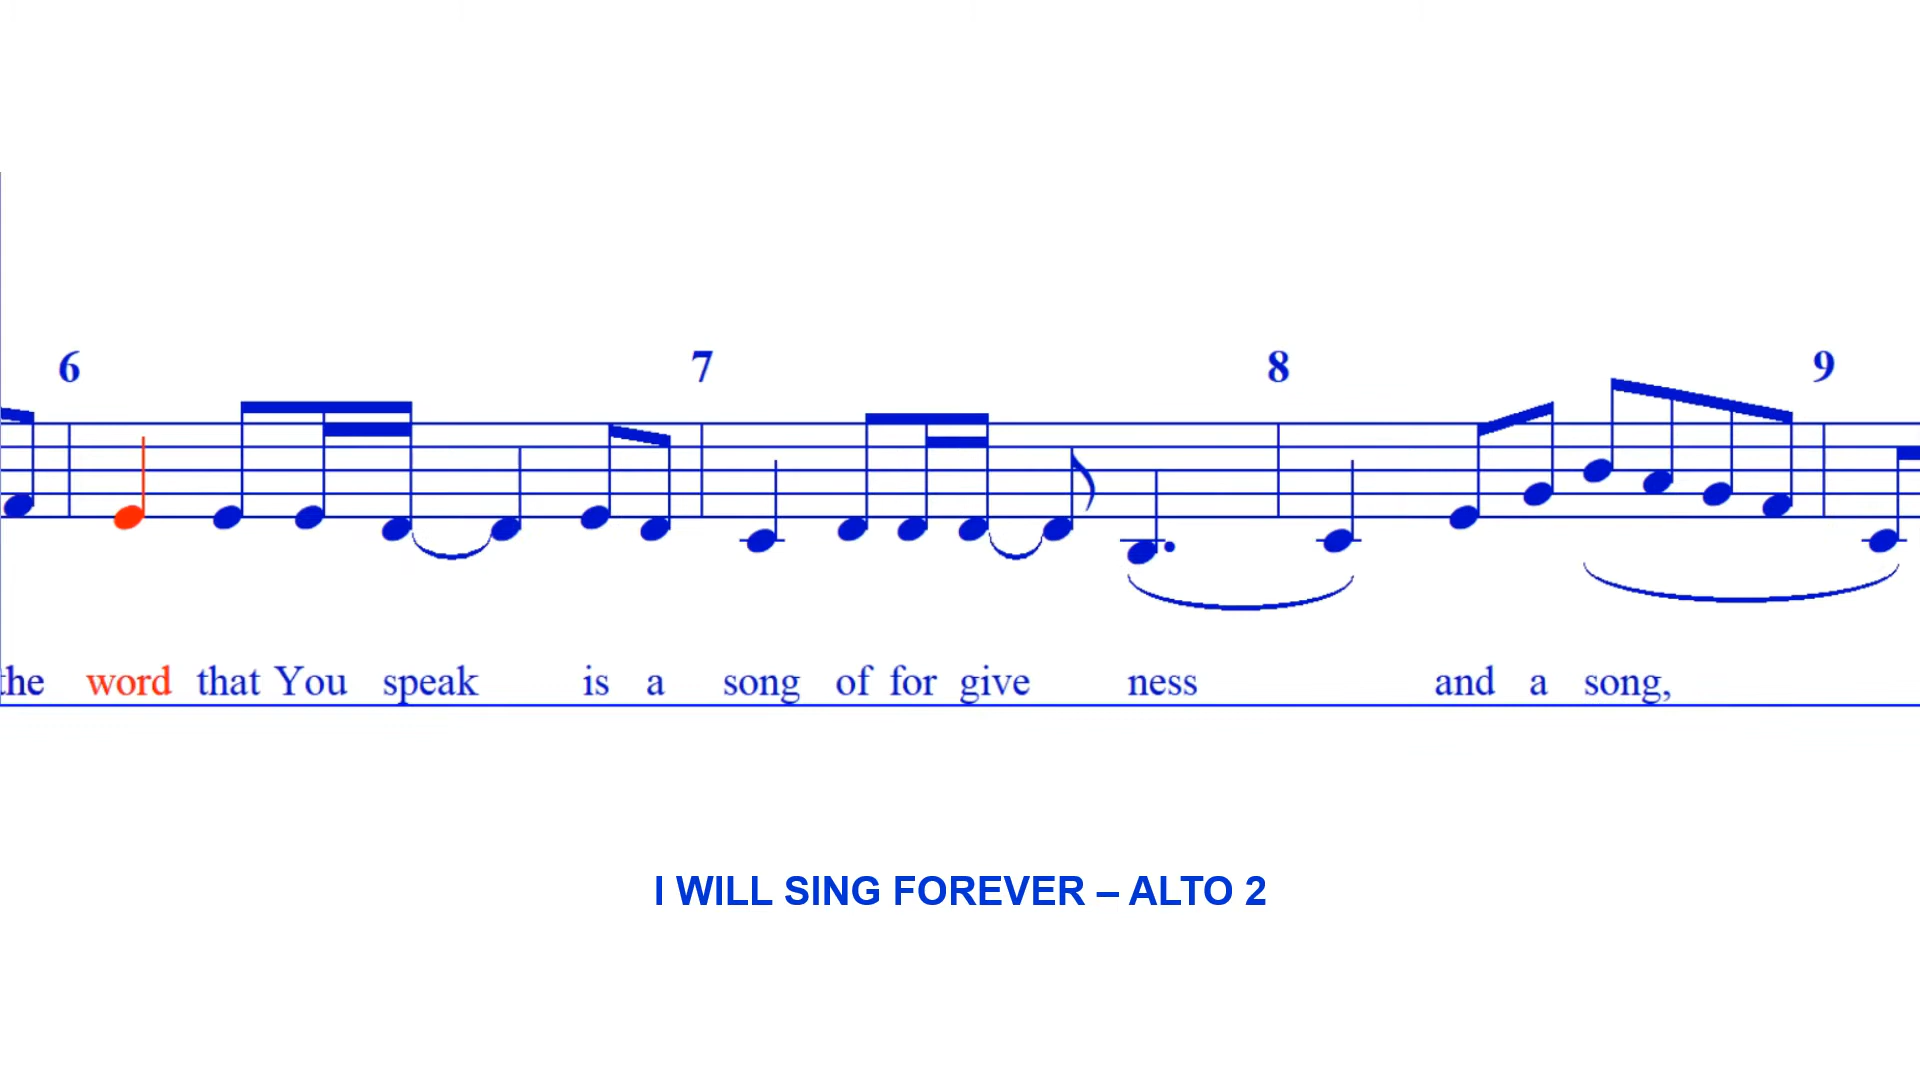 6 7 8 9
the word that You speak is a song of for give ness and a song,
I WILL SING FOREVER – ALTO 2